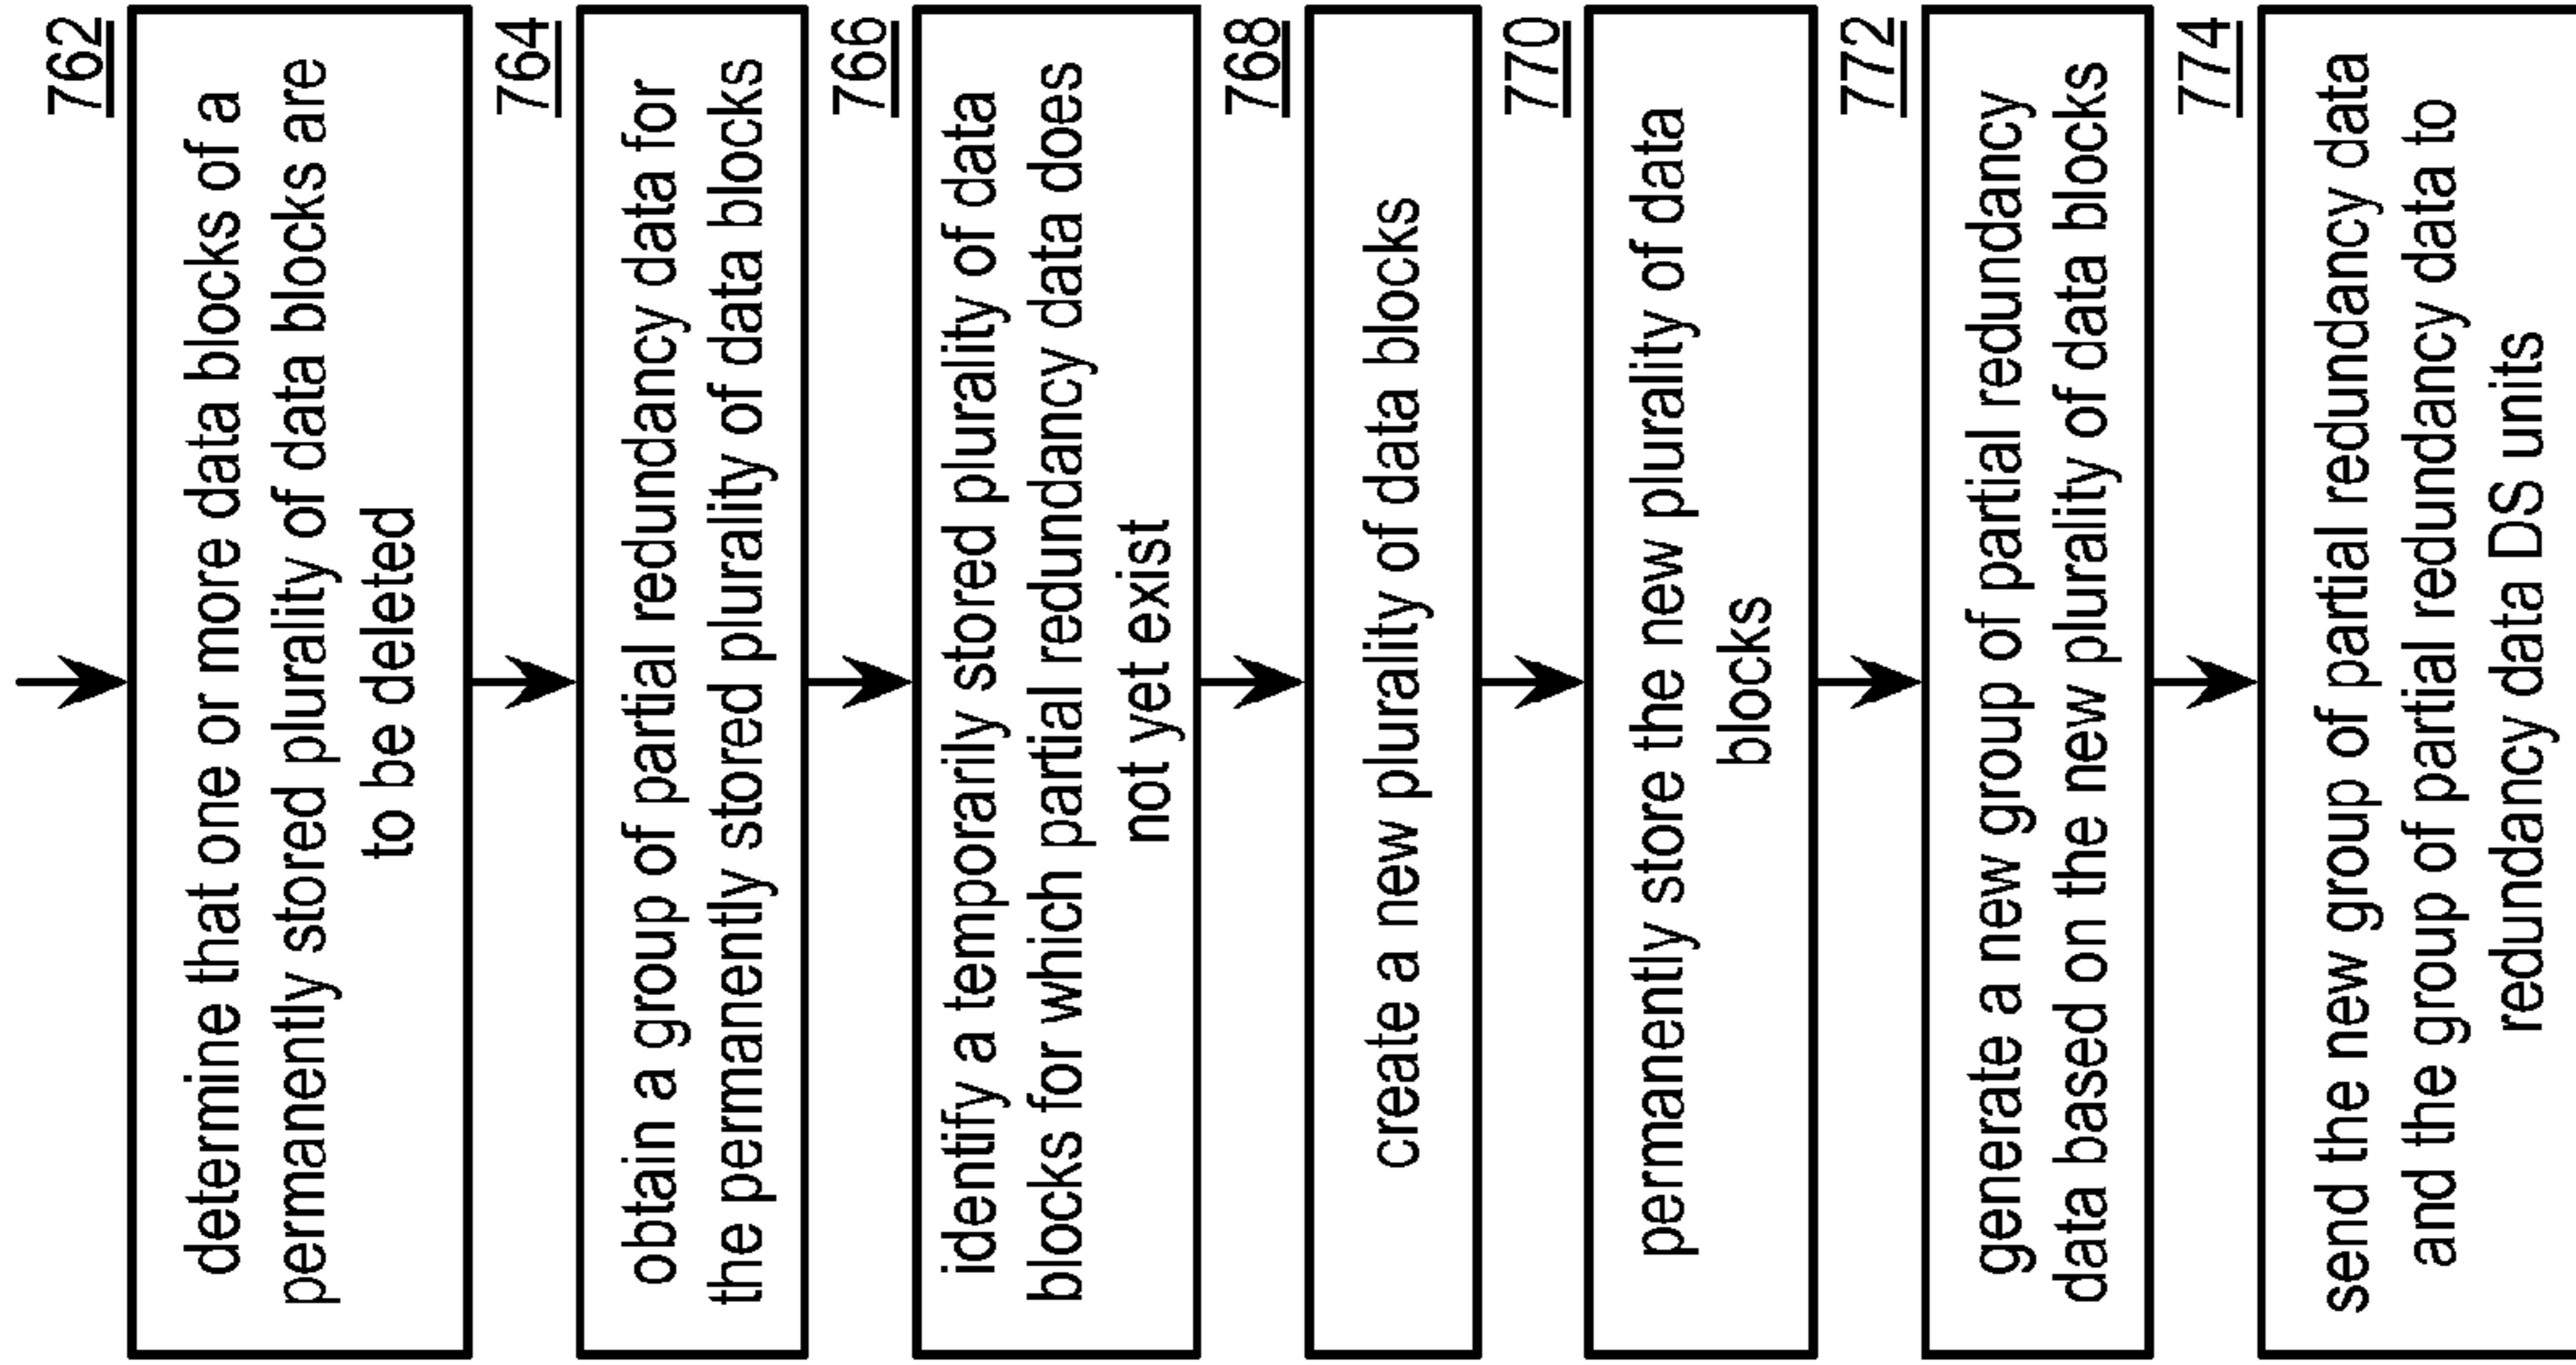 762
determine that one or more data blocks of a
permanently stored plurality of data blocks are
to be deleted
764
obtain a group of partial redundancy data for
the permanently stored plurality of data blocks
766
identify a temporarily stored plurality of data
blocks for which partial redundancy data does
not yet exist
768
create a new plurality of data blocks
770
permanently store the new plurality of data
blocks
772
generate a new group of partial redundancy
data based on the new plurality of data blocks
774
send the new group of partial redundancy data
and the group of partial redundancy data to
redundancy data DS units